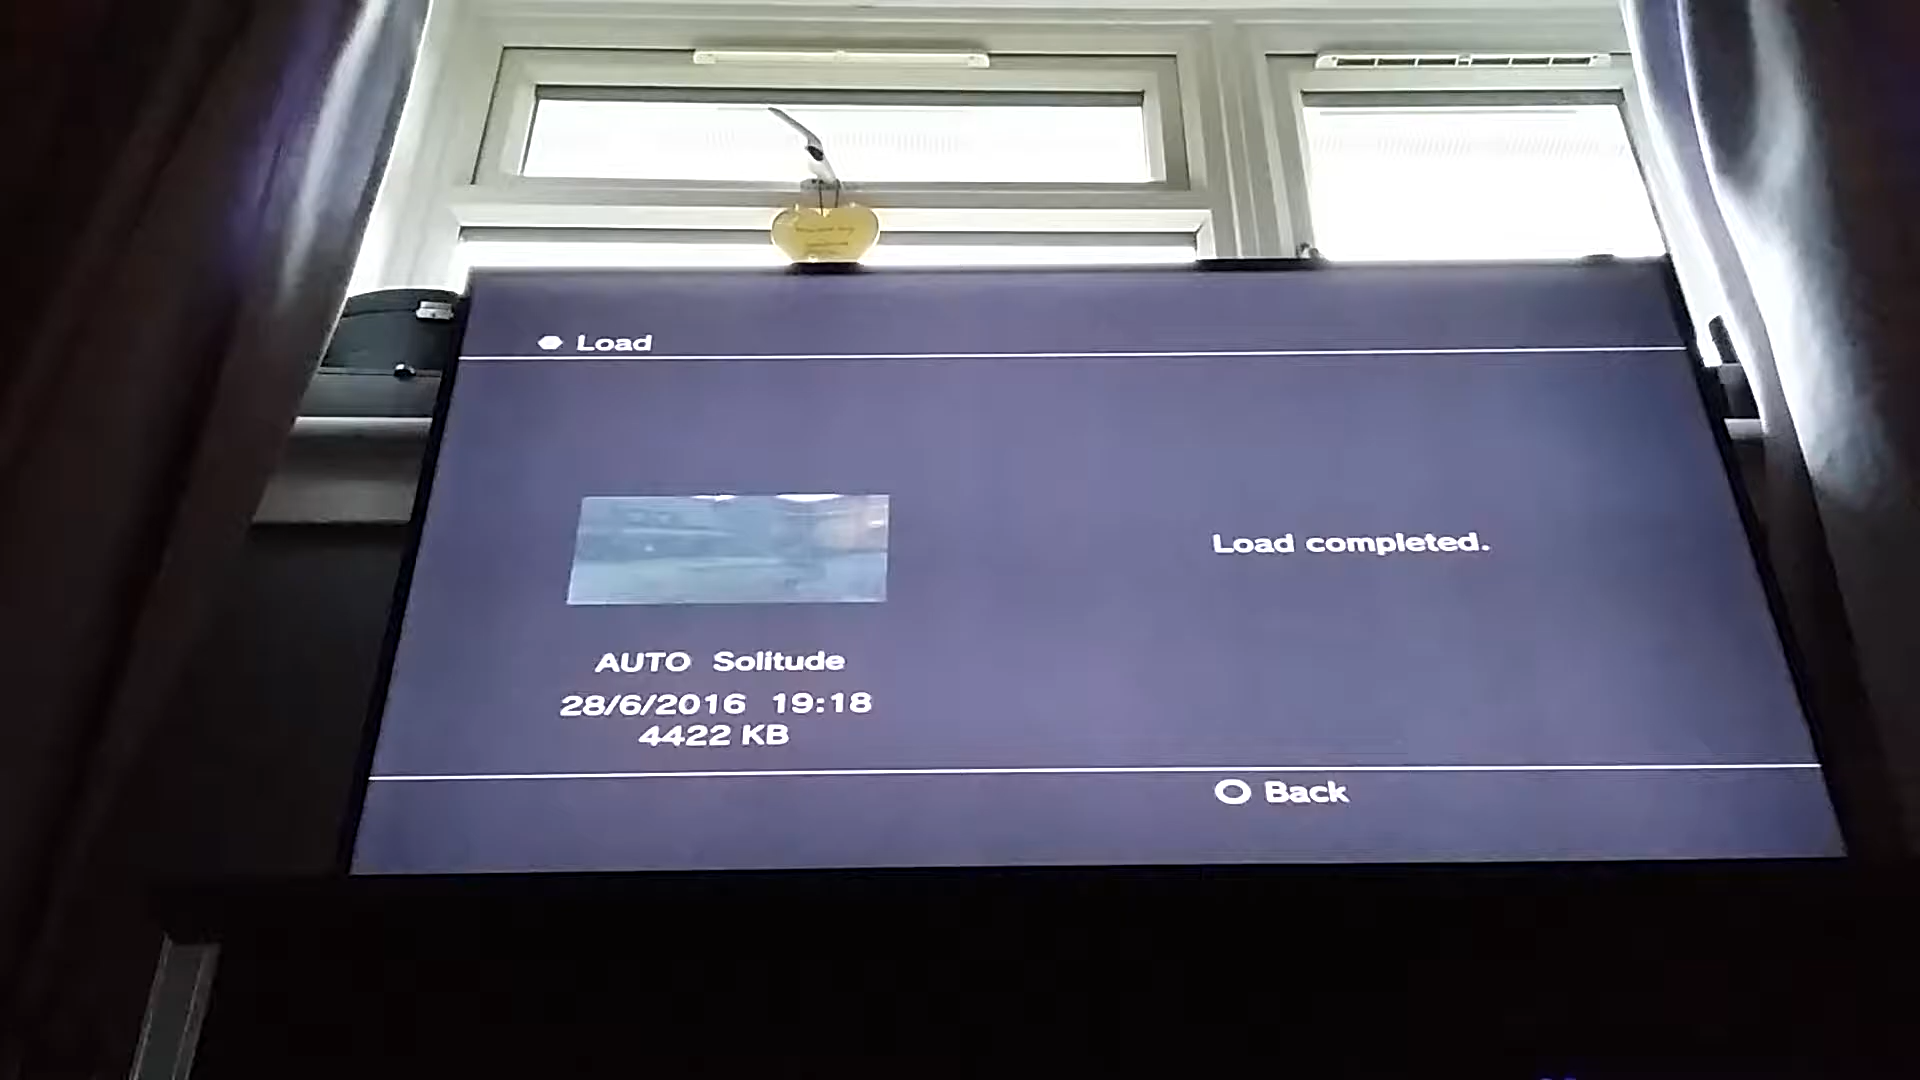 Load
Load completed.
AUTO Solitude
28/6/2016 19:18
4422 KB
Back